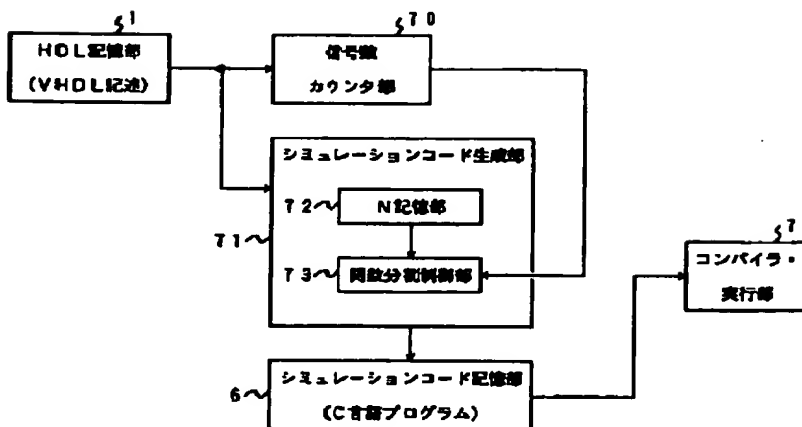 1
HDL記憶部
(VHDL記述)
70
信号数
カウンタ部
シミュレーションコード生成部
72
N記憶部
71
73
関数分割制御部
7
コンパイラ・
実行部
6
シミュレーションコード記憶部
(C言語プログラム)